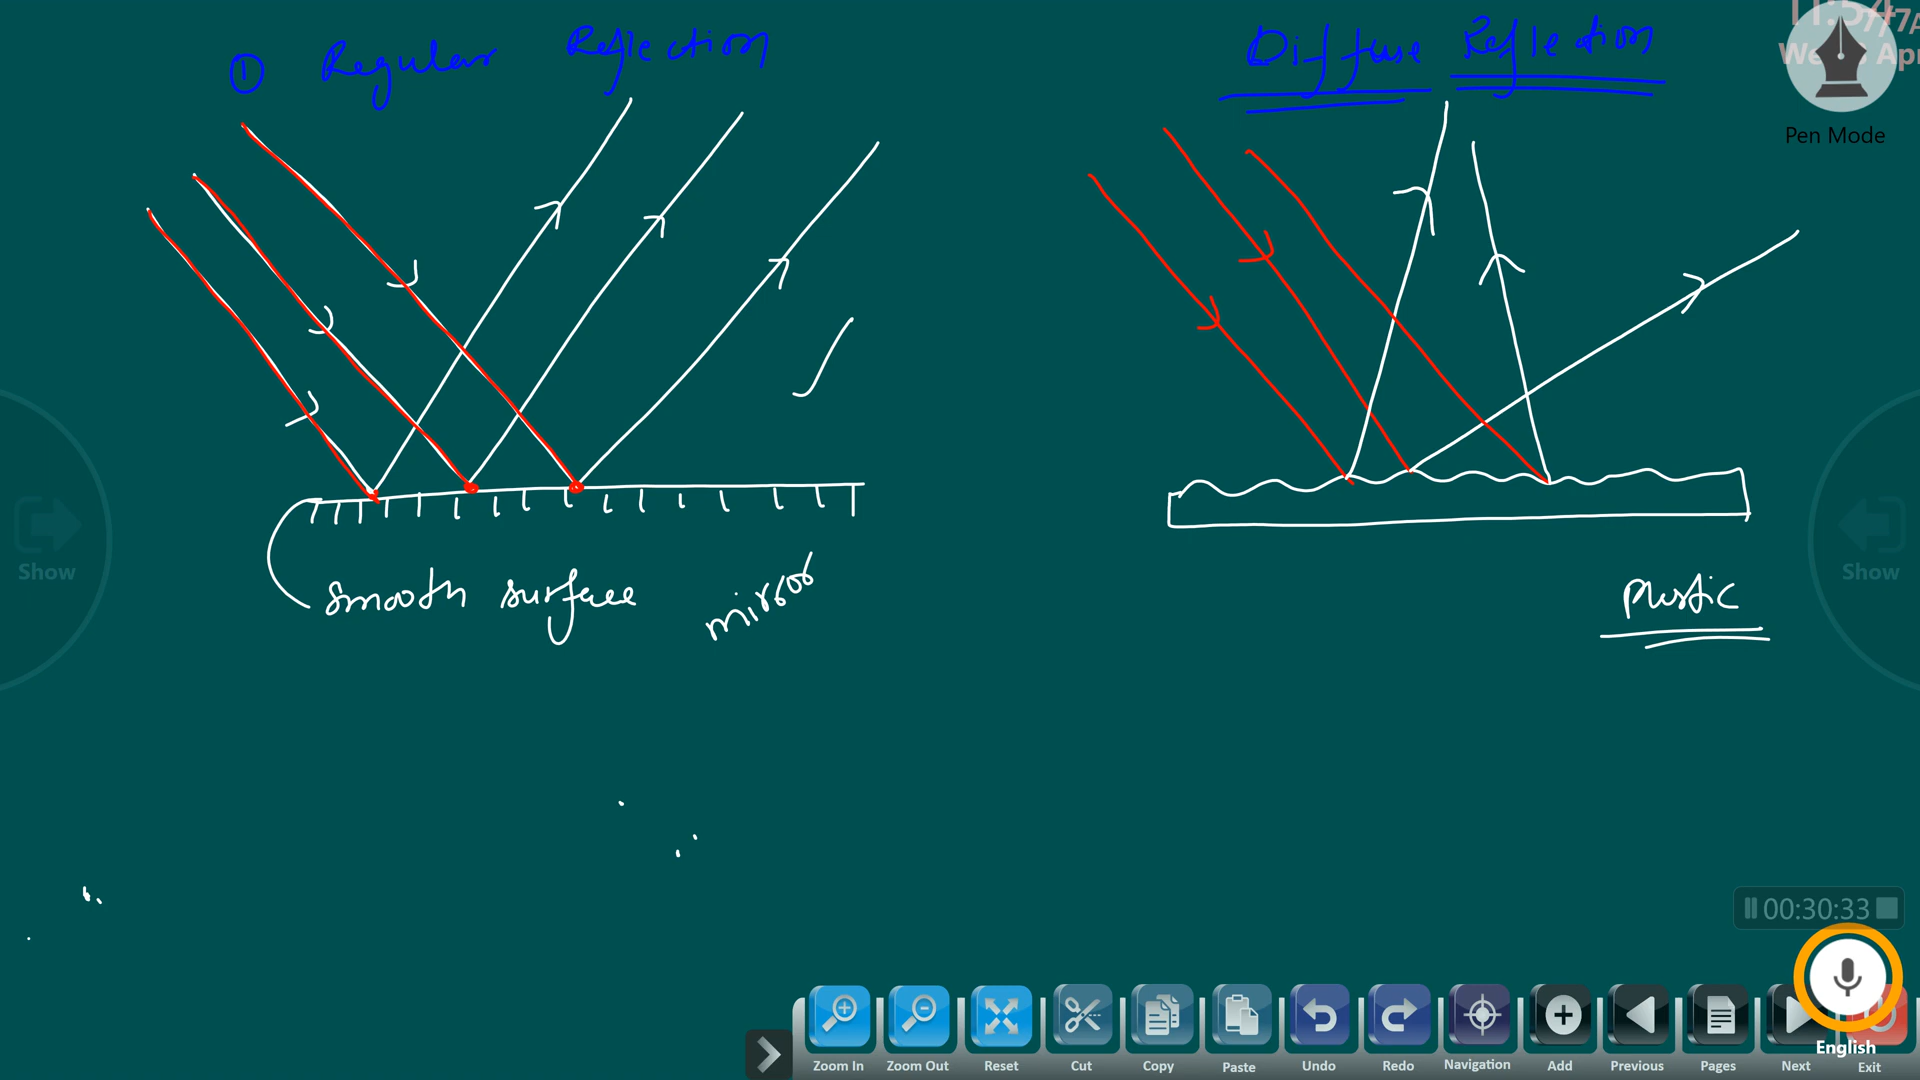 ① Regular Reflection
Diffuse Reflection
Pen Mode
Show
Show
smooth surface
mirror
Plastic
00:30:33
English
Zoom In
Zoom Out
Reset
Cut
Copy
Paste
Undo
Redo
Navigation
Add
Previous
Pages
Next
Exit